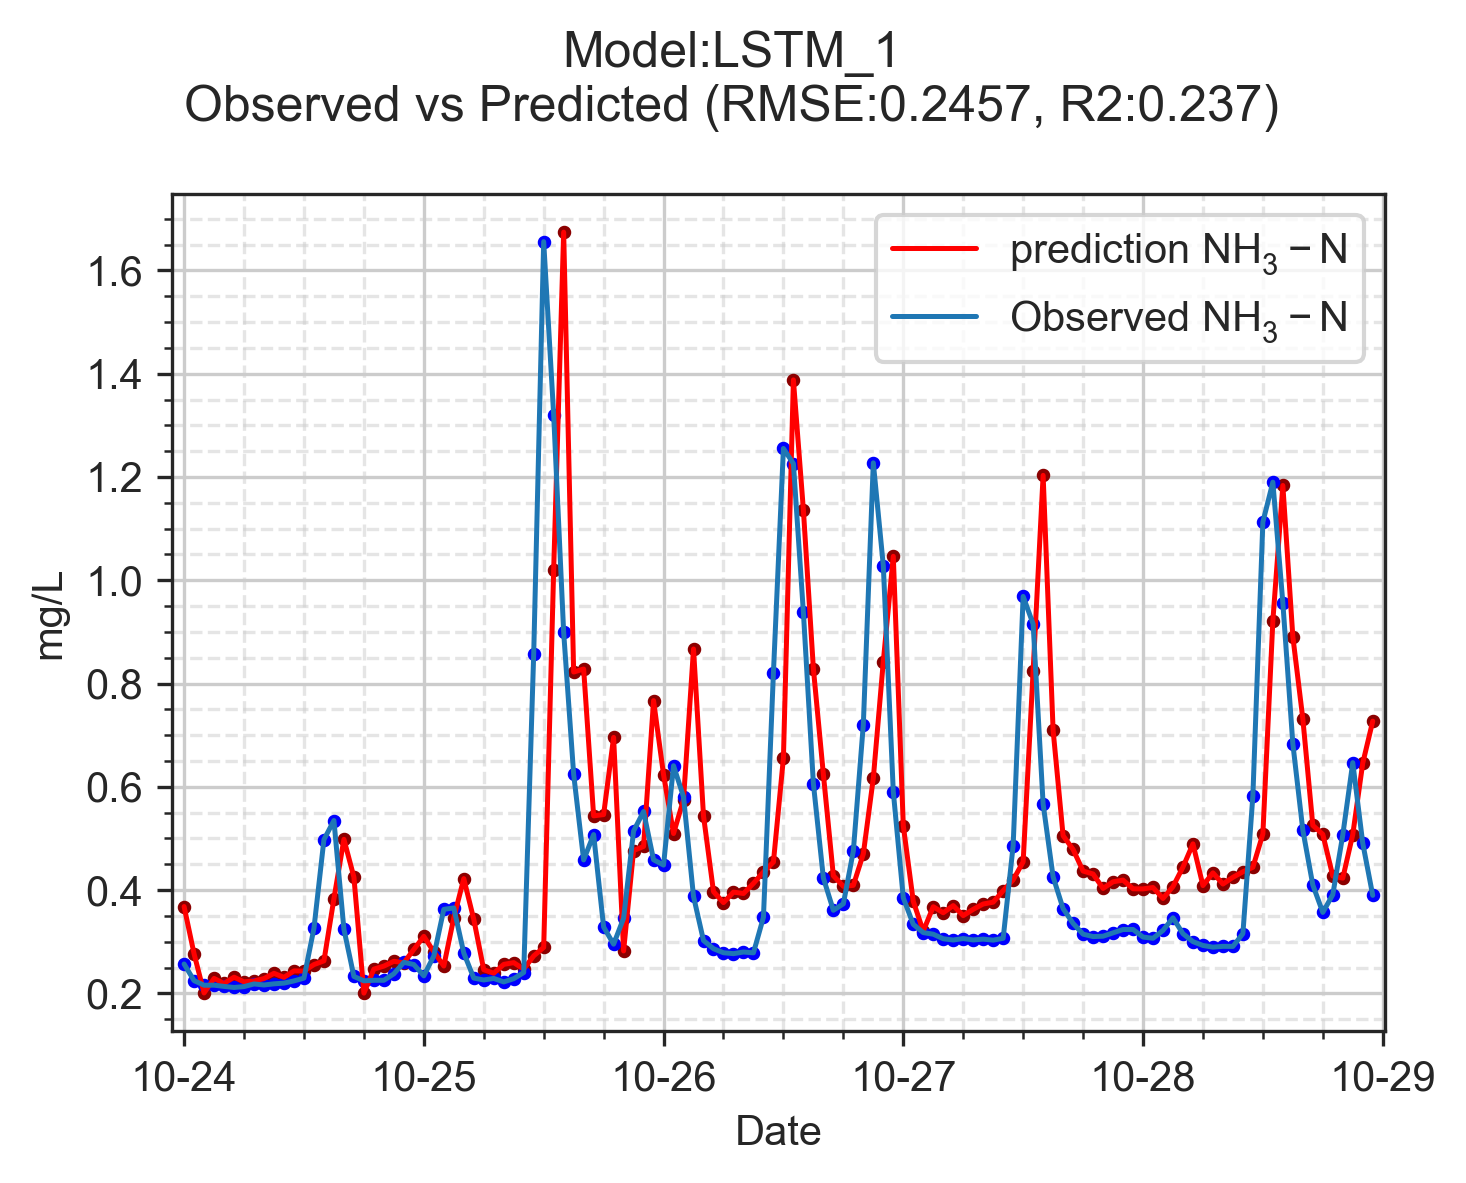 Model:LSTM_1
Observed vs Predicted (RMSE:0.2457, R2:0.237)
prediction NH₃ − N
Observed NH₃ − N
1.6
1.4
1.2
1.0
0.8
0.6
0.4
0.2
mg/L
10-24 10-25 10-26 10-27 10-28 10-29
Date